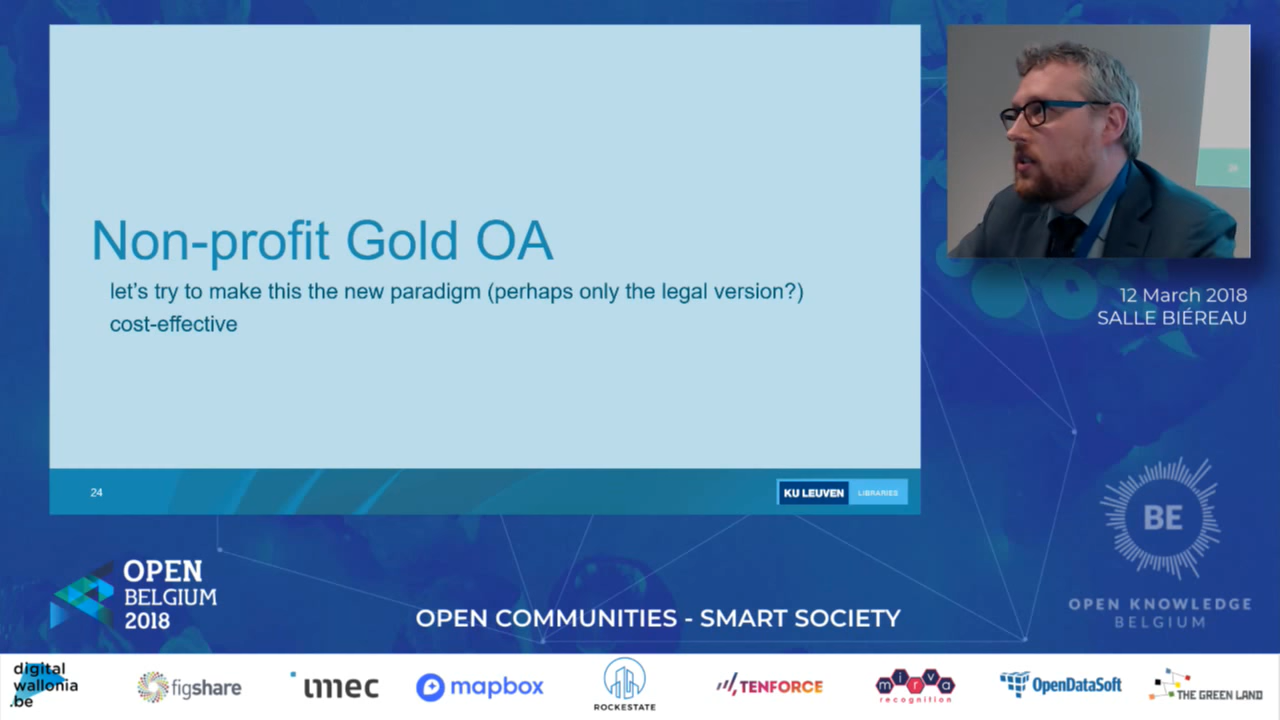 Non-profit Gold OA
let's try to make this the new paradigm (perhaps only the legal version?)
cost-effective
24
KU LEUVEN LIBRARIES
12 March 2018
SALLE BIÉREAU
BE
OPEN KNOWLEDGE
BELGIUM
OPEN
BELGIUM
2018
OPEN COMMUNITIES - SMART SOCIETY
digital
wallonia
.be
figshare
imec
mapbox
ROCKESTATE
TENFORCE
mirva
recognition
OpenDataSoft
THE GREEN LAND